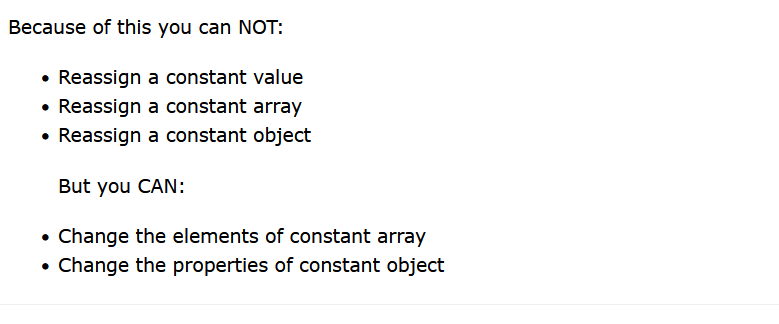 Because of this you can NOT:
• Reassign a constant value
• Reassign a constant array
• Reassign a constant object
But you CAN:
• Change the elements of constant array
• Change the properties of constant object